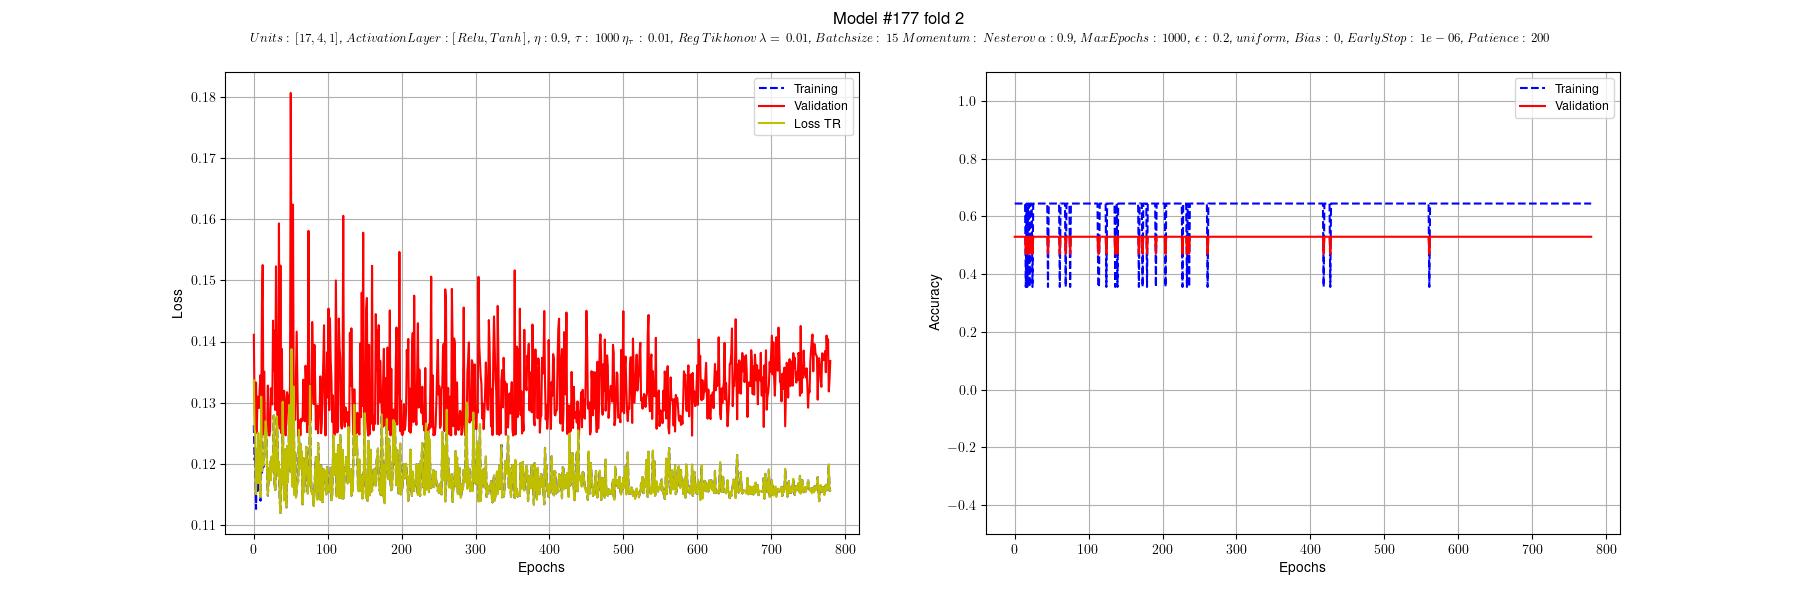 Model #177 fold 2
Units : [17, 4, 1], ActivationLayer : [Relu, Tanh], η : 0.9, τ : 1000 η_τ : 0.01, Reg Tikhonov λ = 0.01, Batchsize : 15 Momentum : Nesterov α : 0.9, MaxEpochs : 1000, ϵ : 0.2, uniform, Bias : 0, EarlyStop : 1e − 06, Patience : 200
Loss
0.18
0.17
0.16
0.15
0.14
0.13
0.12
0.11
Training
Validation
Loss TR
0 100 200 300 400 500 600 700 800
Epochs
Accuracy
1.0
0.8
0.6
0.4
0.2
0.0
−0.2
−0.4
Training
Validation
0 100 200 300 400 500 600 700 800
Epochs